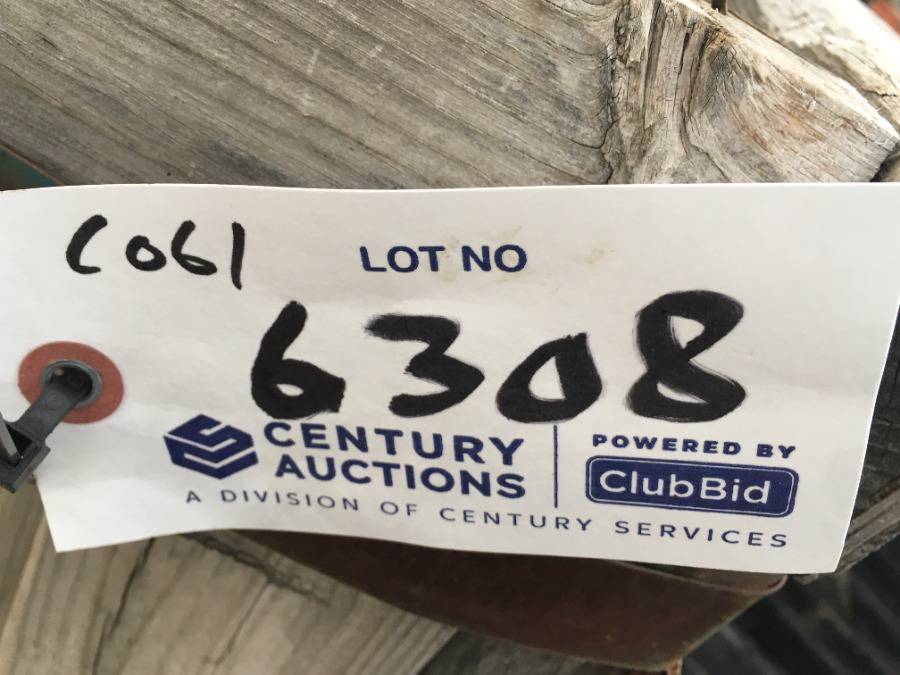 C061
LOT NO
6308
CENTURY
AUCTIONS
A DIVISION OF CENTURY SERVICES
POWERED BY
ClubBid